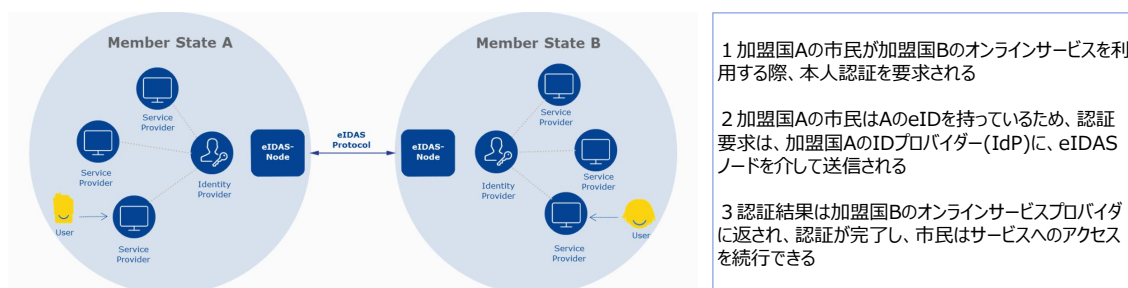 Member State A
Service
Provider
Service
Provider
Identity
Provider
User
Service
Provider
eIDAS-
Node
eIDAS
Protocol
Member State B
eIDAS-
Node
Service
Provider
Identity
Provider
Service
Provider
Service
Provider
User
1 加盟国Aの市民が加盟国Bのオンラインサービスを利
用する際、本人認証を要求される
2 加盟国Aの市民はAのeIDを持っているため、認証
要求は、加盟国AのIDプロバイダー(IdP)に、eIDAS
ノードを介して送信される
3 認証結果は加盟国Bのオンラインサービスプロバイダ
に返され、認証が完了し、市民はサービスへのアクセス
を続行できる